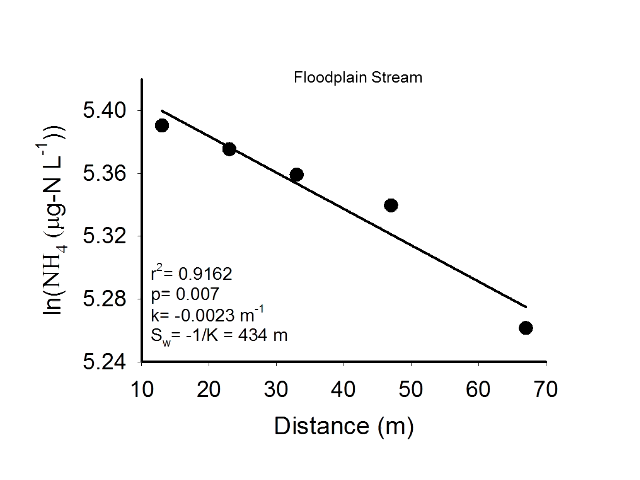 Floodplain Stream
5.40
5.36
5.32
5.28
5.24
ln(NH₄ (μg-N L⁻¹))
r²= 0.9162
p= 0.007
k= -0.0023 m⁻¹
Sw= -1/K = 434 m
10 20 30 40 50 60 70
Distance (m)